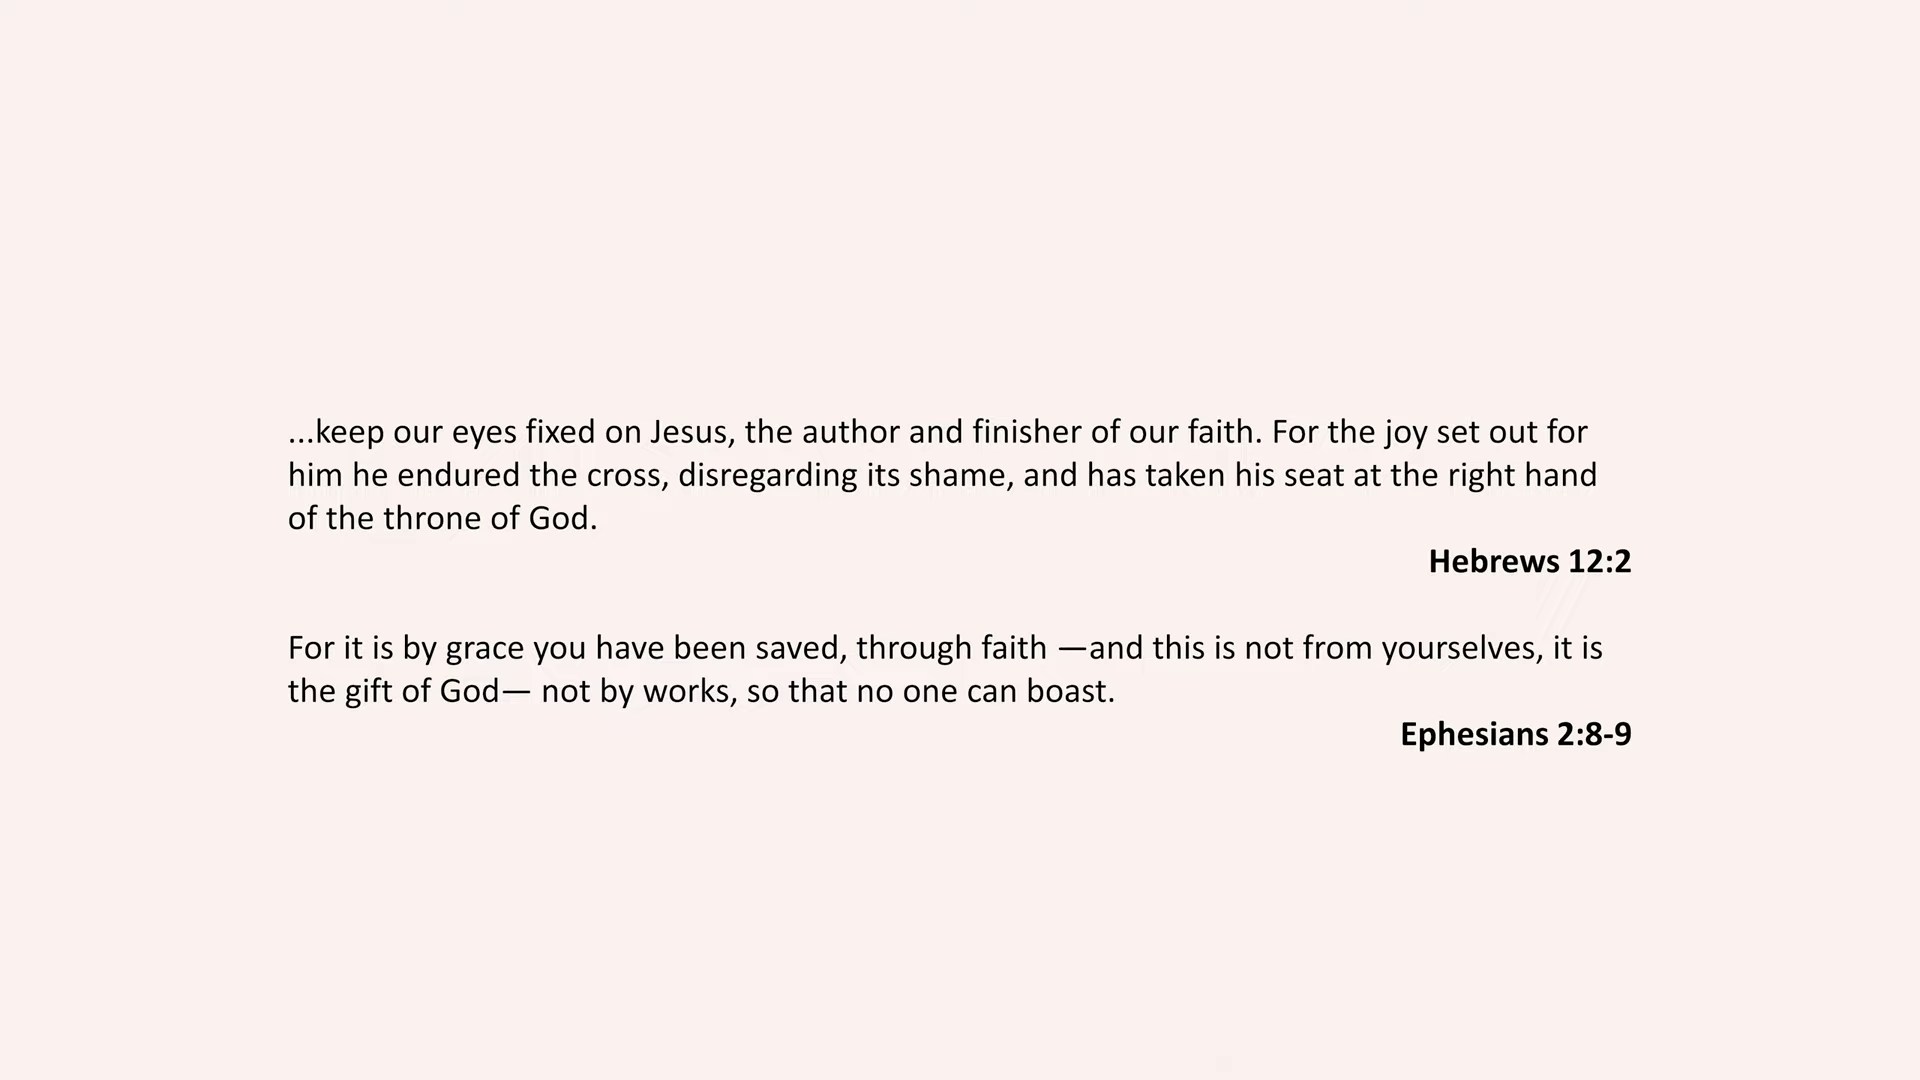 ...keep our eyes fixed on Jesus, the author and finisher of our faith. For the joy set out for
him he endured the cross, disregarding its shame, and has taken his seat at the right hand
of the throne of God.
Hebrews 12:2
For it is by grace you have been saved, through faith —and this is not from yourselves, it is
the gift of God— not by works, so that no one can boast.
Ephesians 2:8-9